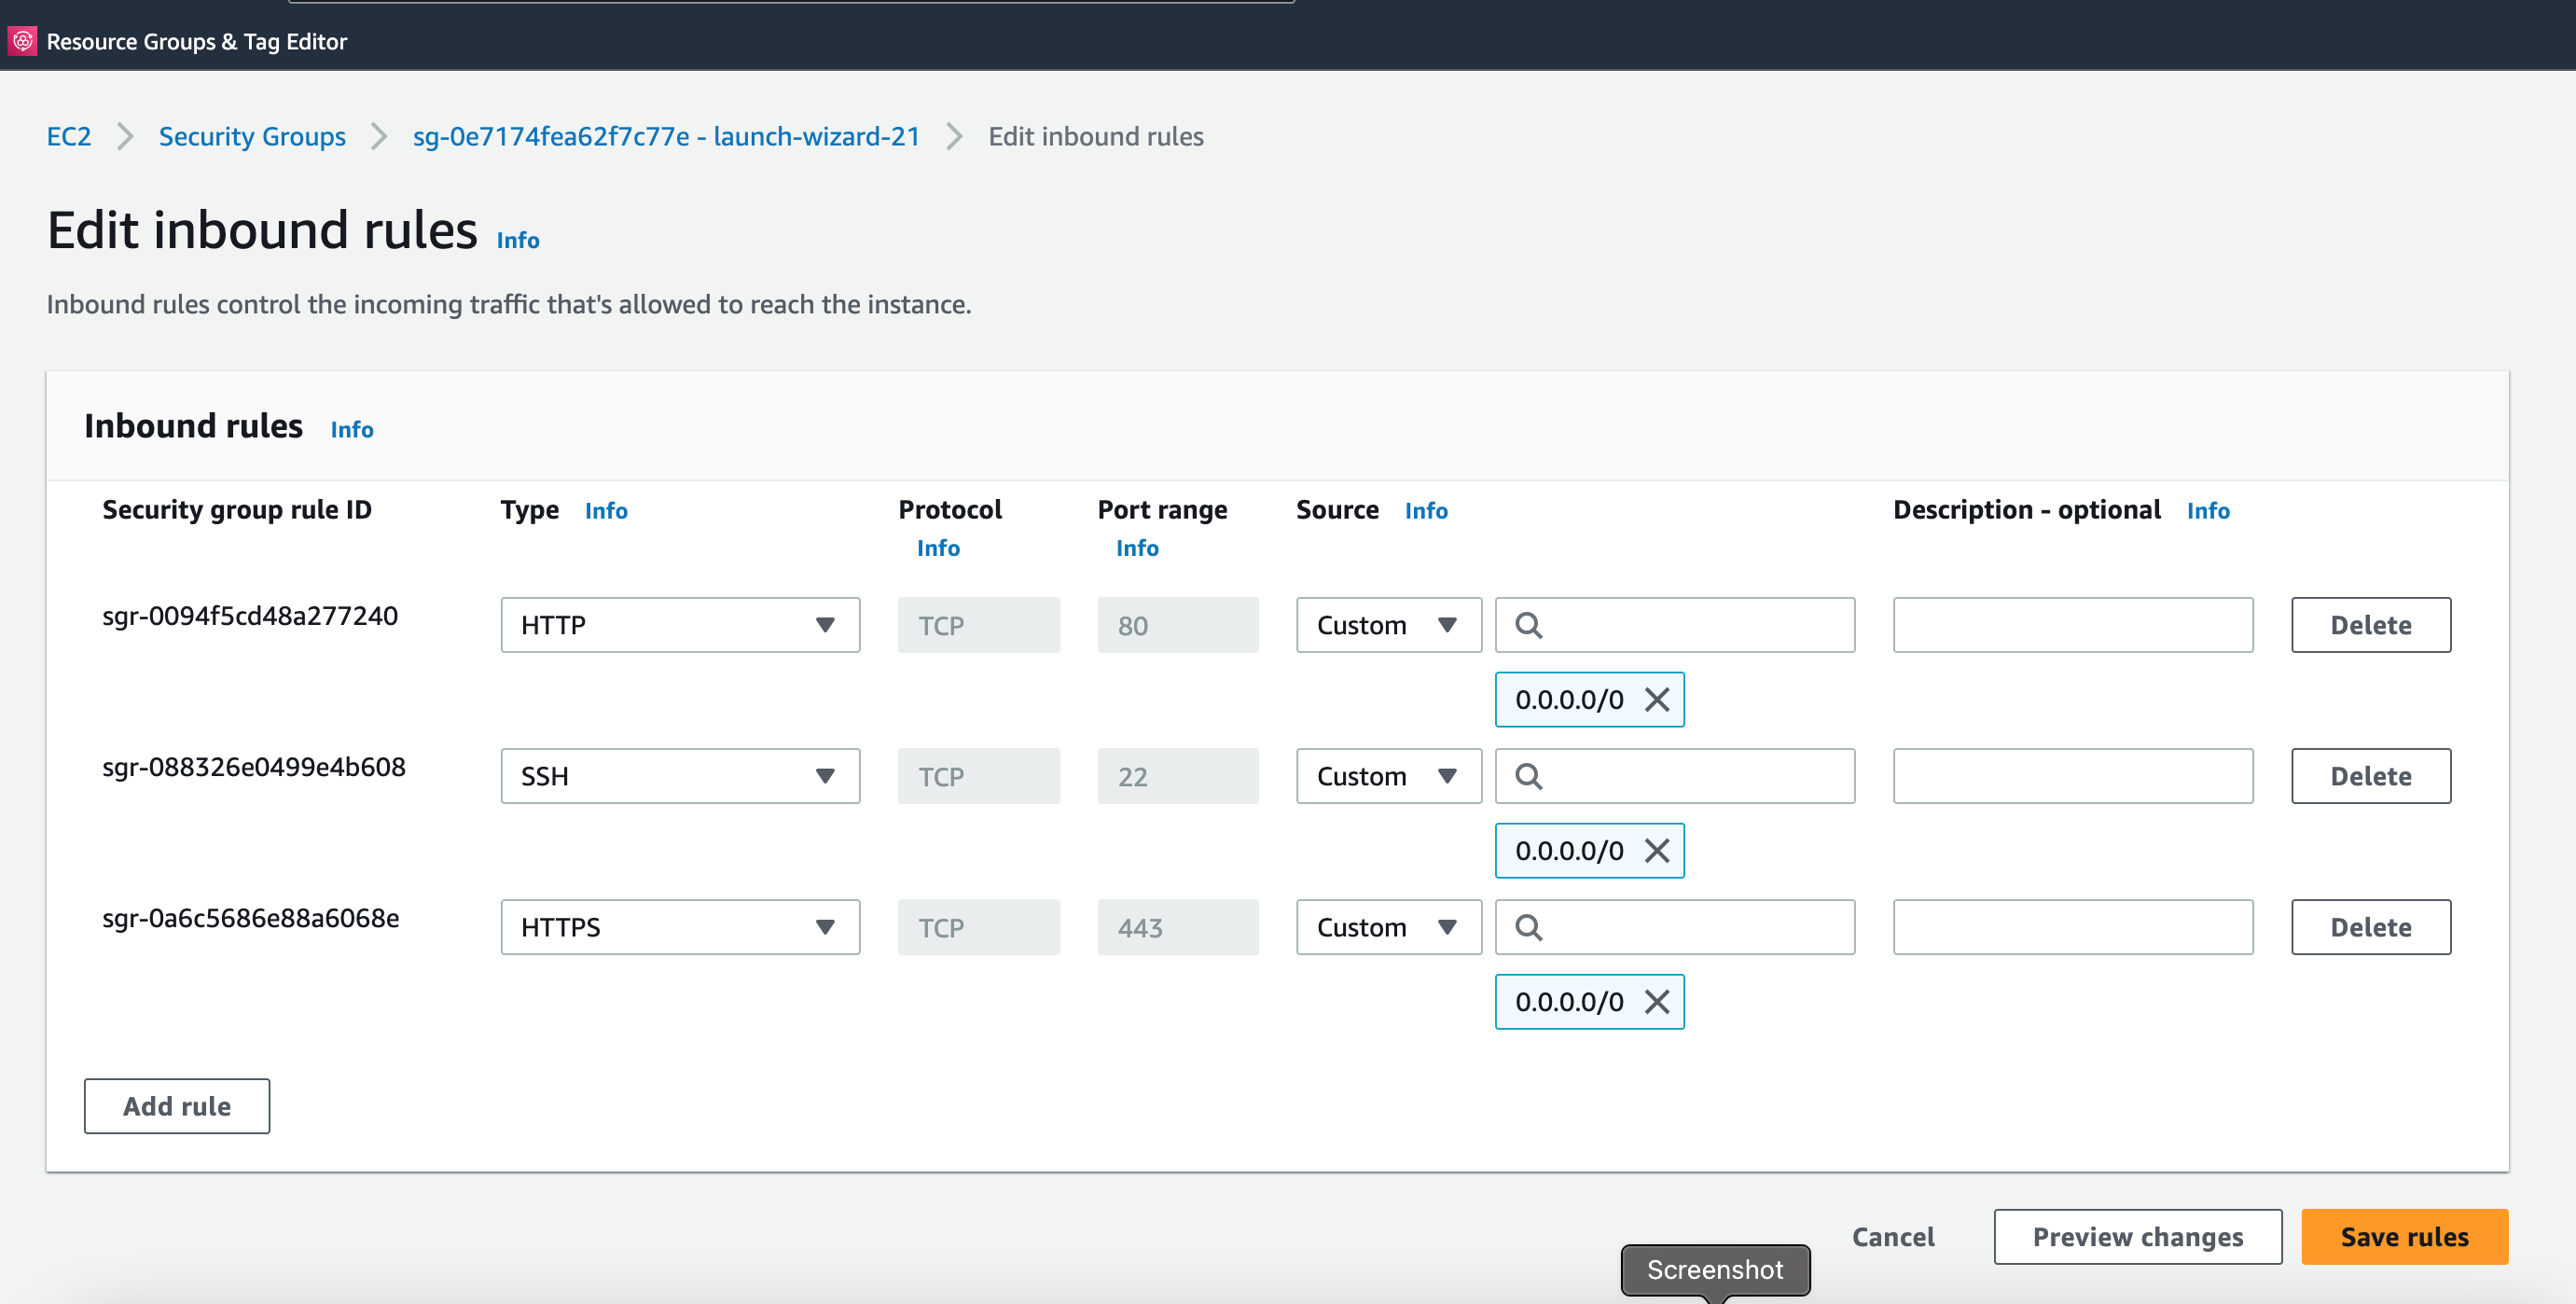 Resource Groups & Tag Editor
EC2 Security Groups sg-0e7174fea62f7c77e - launch-wizard-21 Edit inbound rules
Edit inbound rules Info
Inbound rules control the incoming traffic that's allowed to reach the instance.
Inbound rules Info
Security group rule ID Type Info Protocol Info Port range Info Source Info Description - optional Info
sgr-0094f5cd48a277240 HTTP TCP 80 Custom Delete
0.0.0.0/0
sgr-088326e0499e4b608 SSH TCP 22 Custom Delete
0.0.0.0/0
sgr-0a6c5686e88a6068e HTTPS TCP 443 Custom Delete
0.0.0.0/0
Add rule
Cancel Preview changes Save rules
Screenshot